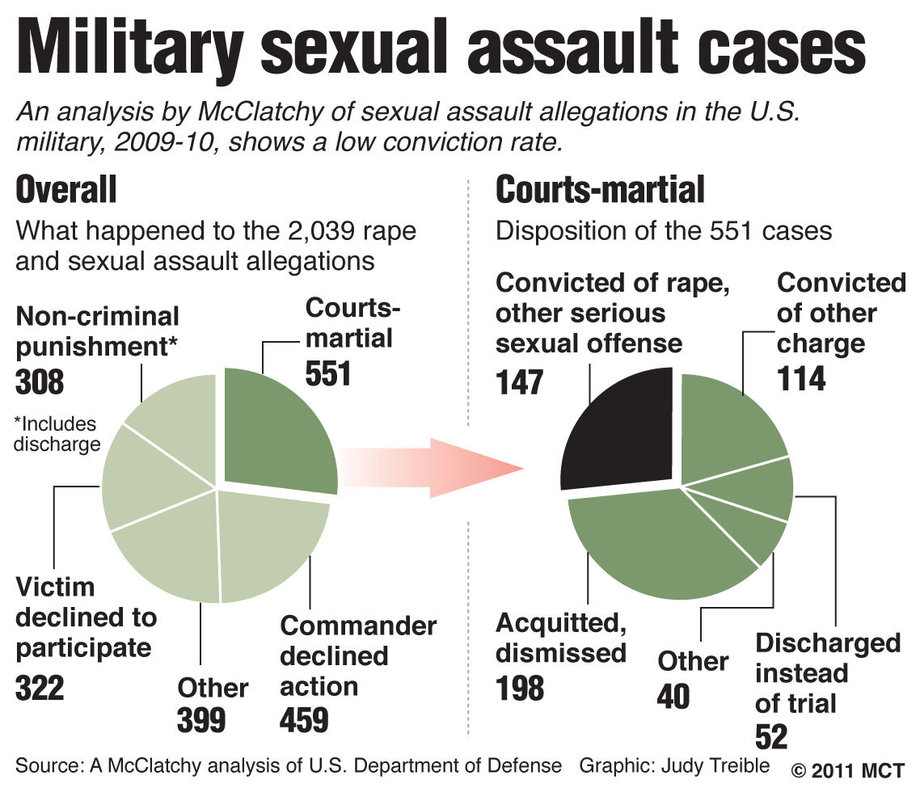 Military sexual assault cases
An analysis by McClatchy of sexual assault allegations in the U.S.
military, 2009-10, shows a low conviction rate.
Overall
What happened to the 2,039 rape
and sexual assault allegations
Non-criminal
punishment*
308
*Includes
discharge
Courts-
martial
551
Victim
declined to
participate
322
Other
399
Commander
declined
action
459
Courts-martial
Disposition of the 551 cases
Convicted of rape,
other serious
sexual offense
147
Convicted
of other
charge
114
Acquitted,
dismissed
198
Other
40
Discharged
instead
of trial
52
Source: A McClatchy analysis of U.S. Department of Defense
Graphic: Judy Treible
© 2011 MCT